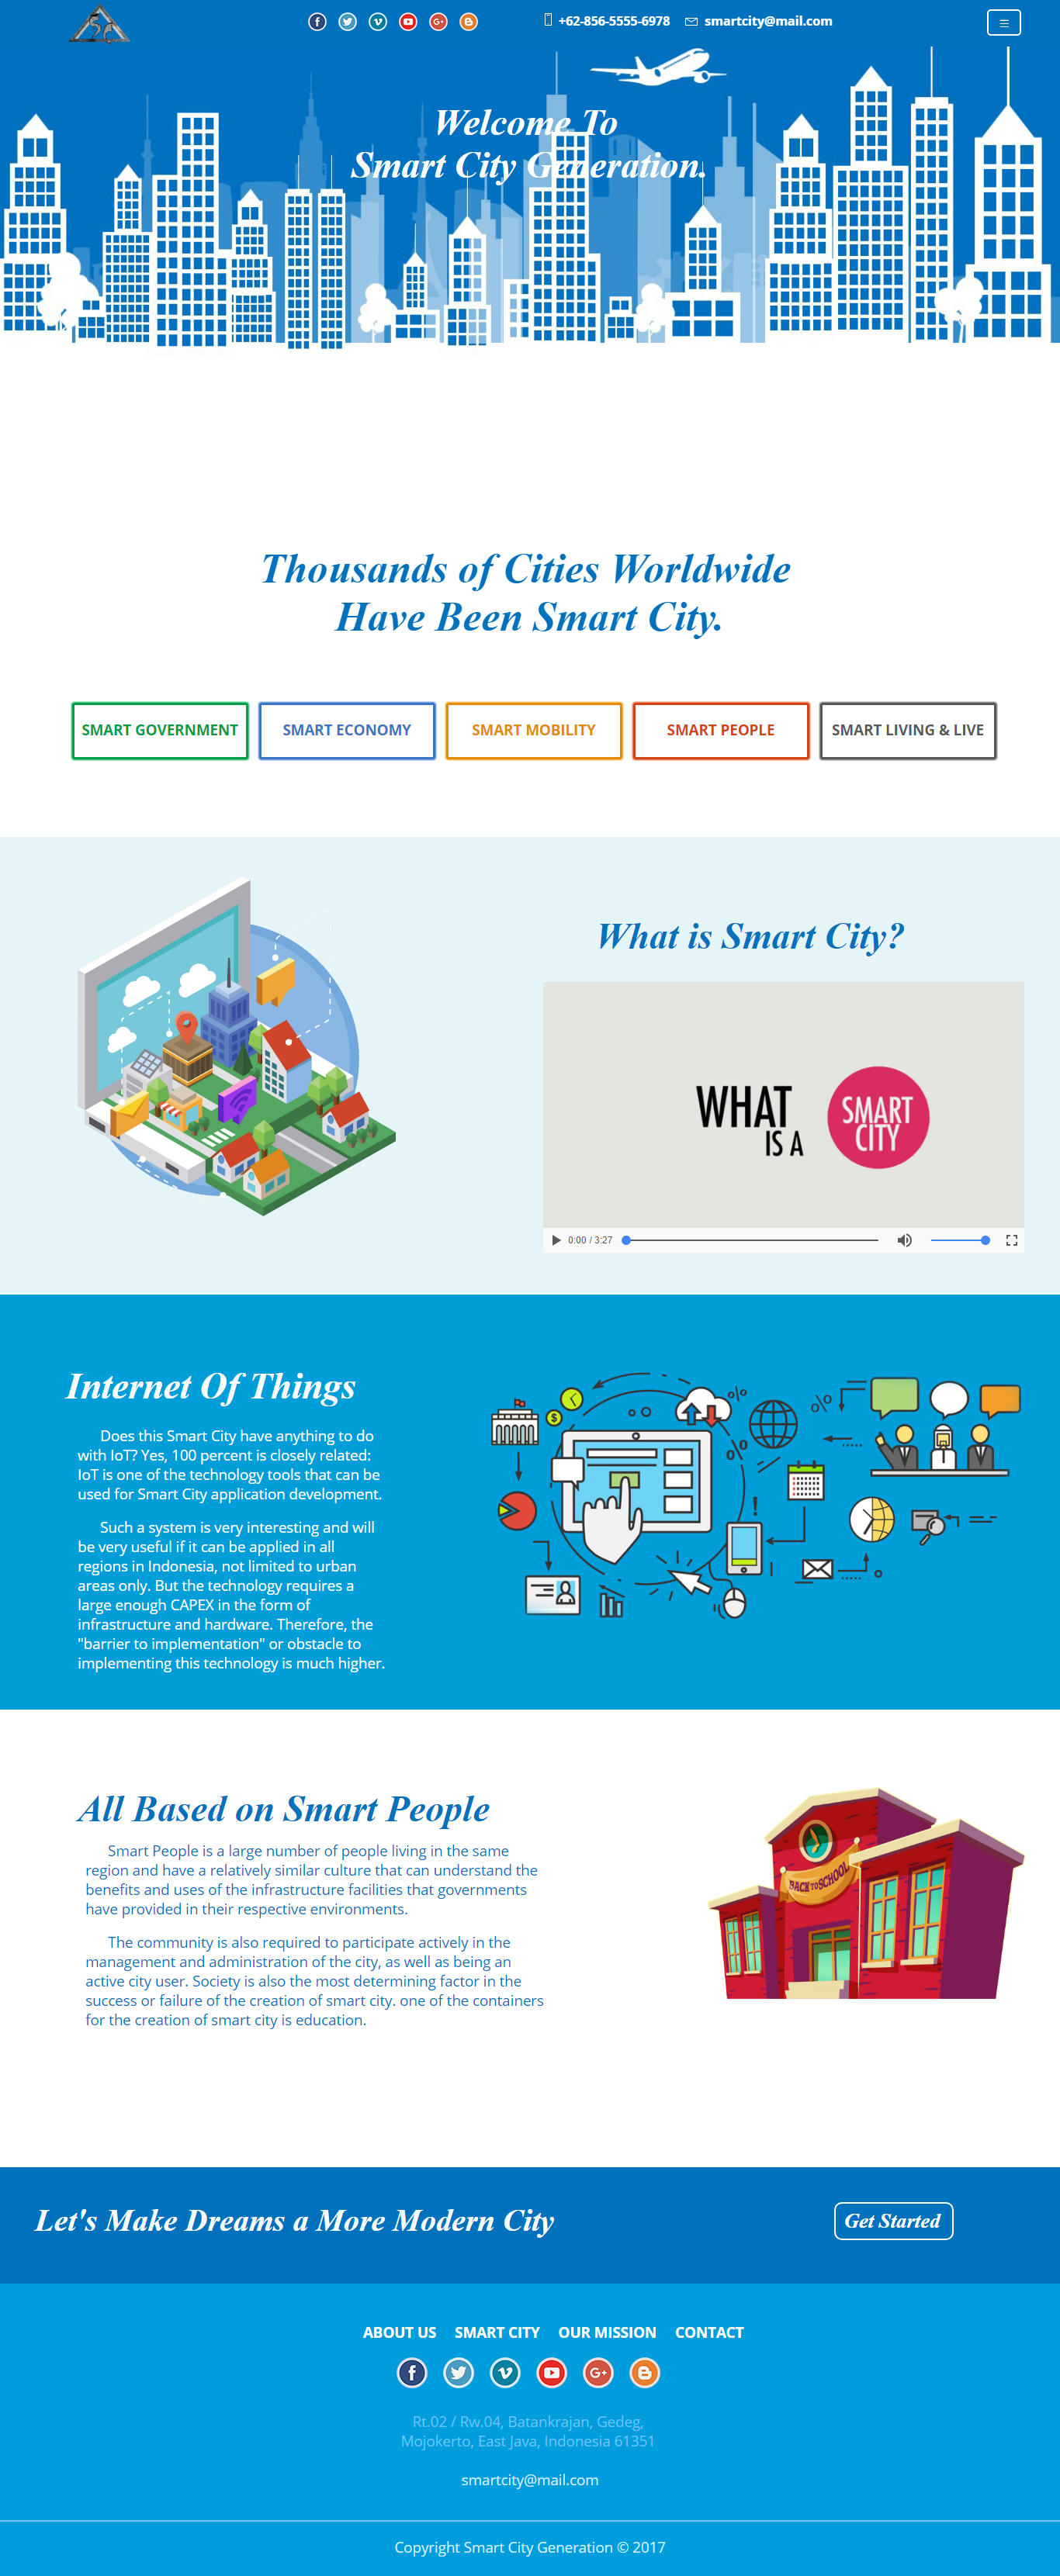 +62-856-5555-6978 smartcity@mail.com
Welcome To
Smart City Generation.
Thousands of Cities Worldwide
Have Been Smart City.
SMART GOVERNMENT
SMART ECONOMY
SMART MOBILITY
SMART PEOPLE
SMART LIVING & LIVE
What is Smart City?
WHAT
IS A
SMART
CITY
0:00 / 3:27
Internet Of Things
Does this Smart City have anything to do
with IoT? Yes, 100 percent is closely related:
IoT is one of the technology tools that can be
used for Smart City application development.
Such a system is very interesting and will
be very useful if it can be applied in all
regions in Indonesia, not limited to urban
areas only. But the technology requires a
large enough CAPEX in the form of
infrastructure and hardware. Therefore, the
"barrier to implementation" or obstacle to
implementing this technology is much higher.
All Based on Smart People
Smart People is a large number of people living in the same
region and have a relatively similar culture that can understand the
benefits and uses of the infrastructure facilities that governments
have provided in their respective environments.
The community is also required to participate actively in the
management and administration of the city, as well as being an
active city user. Society is also the most determining factor in the
success or failure of the creation of smart city. one of the containers
for the creation of smart city is education.
BACK TO SCHOOL
Let's Make Dreams a More Modern City
Get Started
ABOUT US SMART CITY OUR MISSION CONTACT
Rt.02 / Rw.04, Batankrajan, Gedeg,
Mojokerto, East Java, Indonesia 61351
smartcity@mail.com
Copyright Smart City Generation © 2017